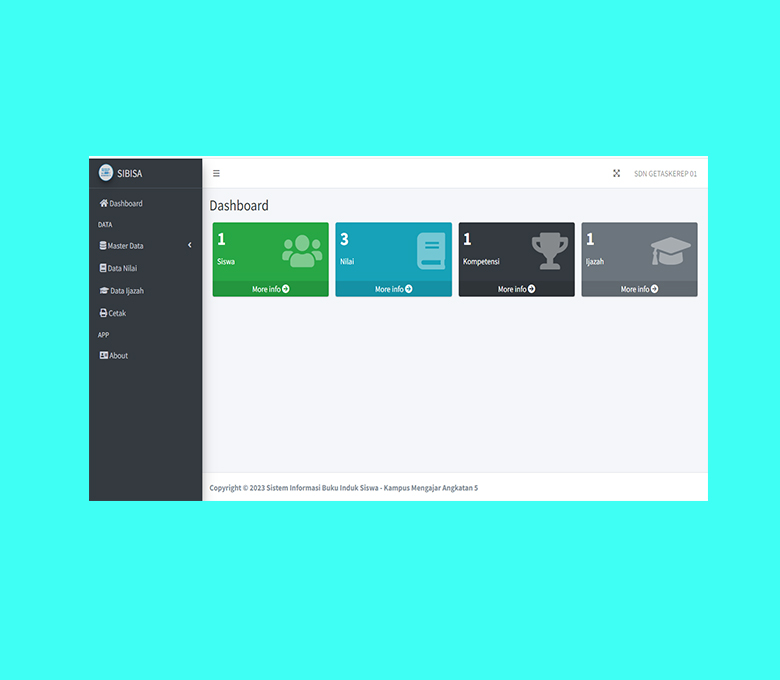 SIBISA
SDN GETASKEREP 01
Dashboard
DATA
Master Data
Data Nilai
Data Ijazah
Cetak
APP
About
Dashboard
1
Siswa
More info
3
Nilai
More info
1
Kompetensi
More info
1
Ijazah
More info
Copyright © 2023 Sistem Informasi Buku Induk Siswa - Kampus Mengajar Angkatan 5